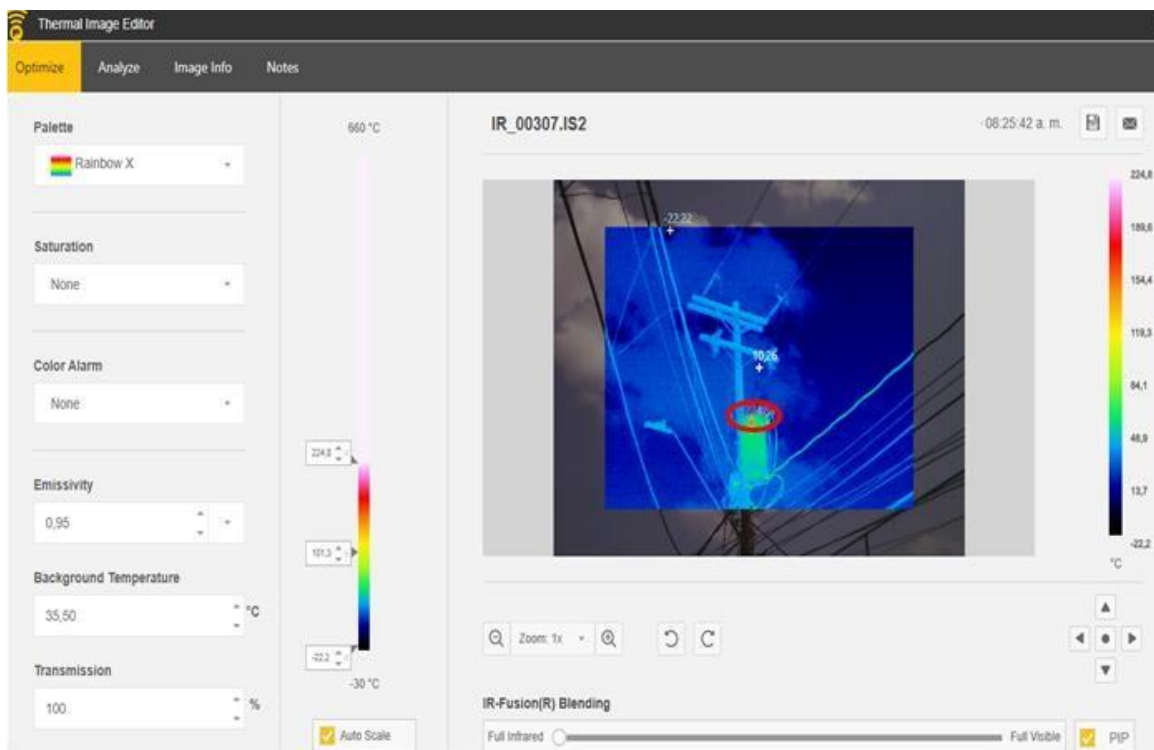 Thermal Image Editor
Optimize Analyze Image Info Notes
Palette
Rainbow X
Saturation
None
Color Alarm
None
Emissivity
0,95
Background Temperature
35,50 °C
Transmission
100 %
660 °C
224,8
101,3
-22,2
-30 °C
Auto Scale
IR_00307.IS2
08:25:42 a. m.
-22,22
10,26
224,8
189,6
154,4
119,3
84,1
48,9
13,7
-22,2
°C
Zoom: 1x
IR-Fusion(R) Blending
Full Infrared Full Visible PIP